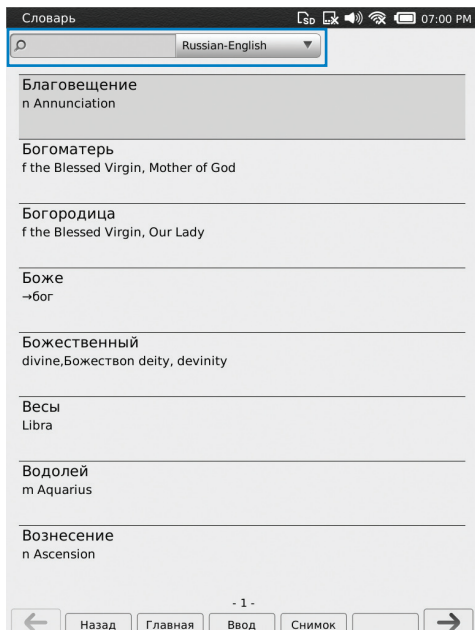 Словарь SD 07:00 PM
Russian-English
Благовещение
n Annunciation
Богоматерь
f the Blessed Virgin, Mother of God
Богородица
f the Blessed Virgin, Our Lady
Боже
→бог
Божественный
divine,Божествоn deity, devinity
Весы
Libra
Водолей
m Aquarius
Вознесение
n Ascension
- 1 -
Назад Главная Ввод Снимок